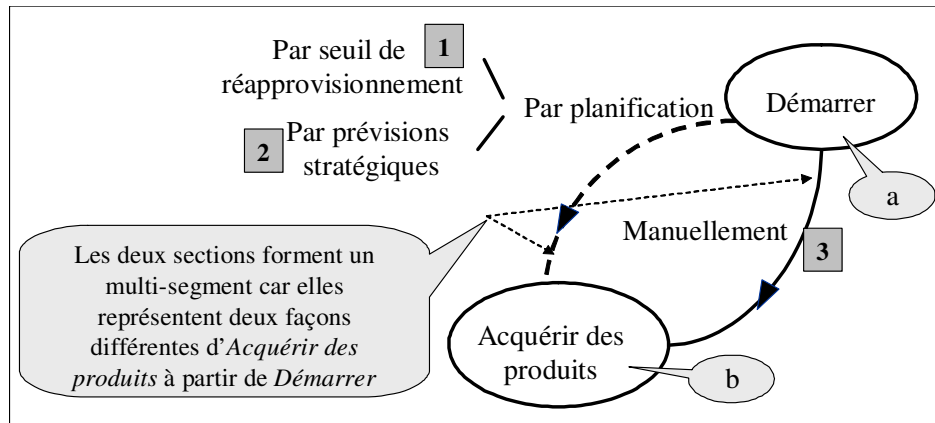 Par seuil de 1
réapprovisionnement
2 Par prévisions
stratégiques
Par planification
Démarrer
a
Manuellement
3
Les deux sections forment un
multi-segment car elles
représentent deux façons
différentes d'Acquérir des
produits à partir de Démarrer
Acquérir des
produits
b